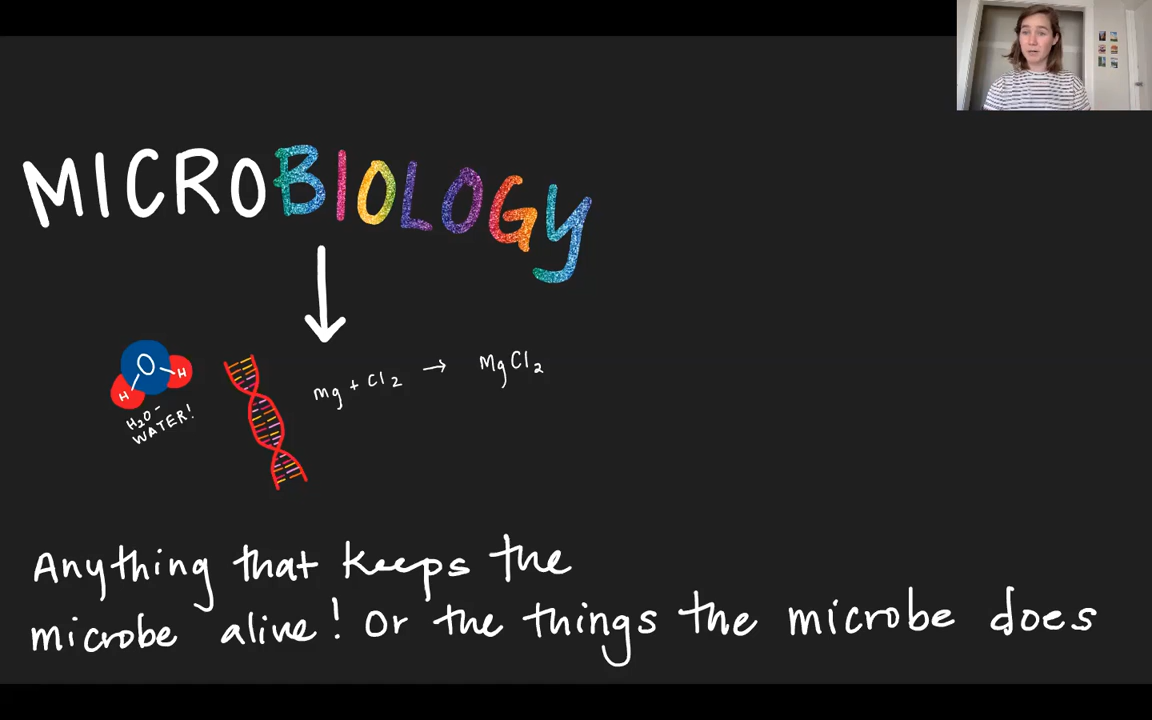 MICROBIOLOGY
O
H
H
H₂O-
WATER!
Mg + Cl₂ → MgCl₂
Anything that keeps the
microbe alive! Or the things the microbe does